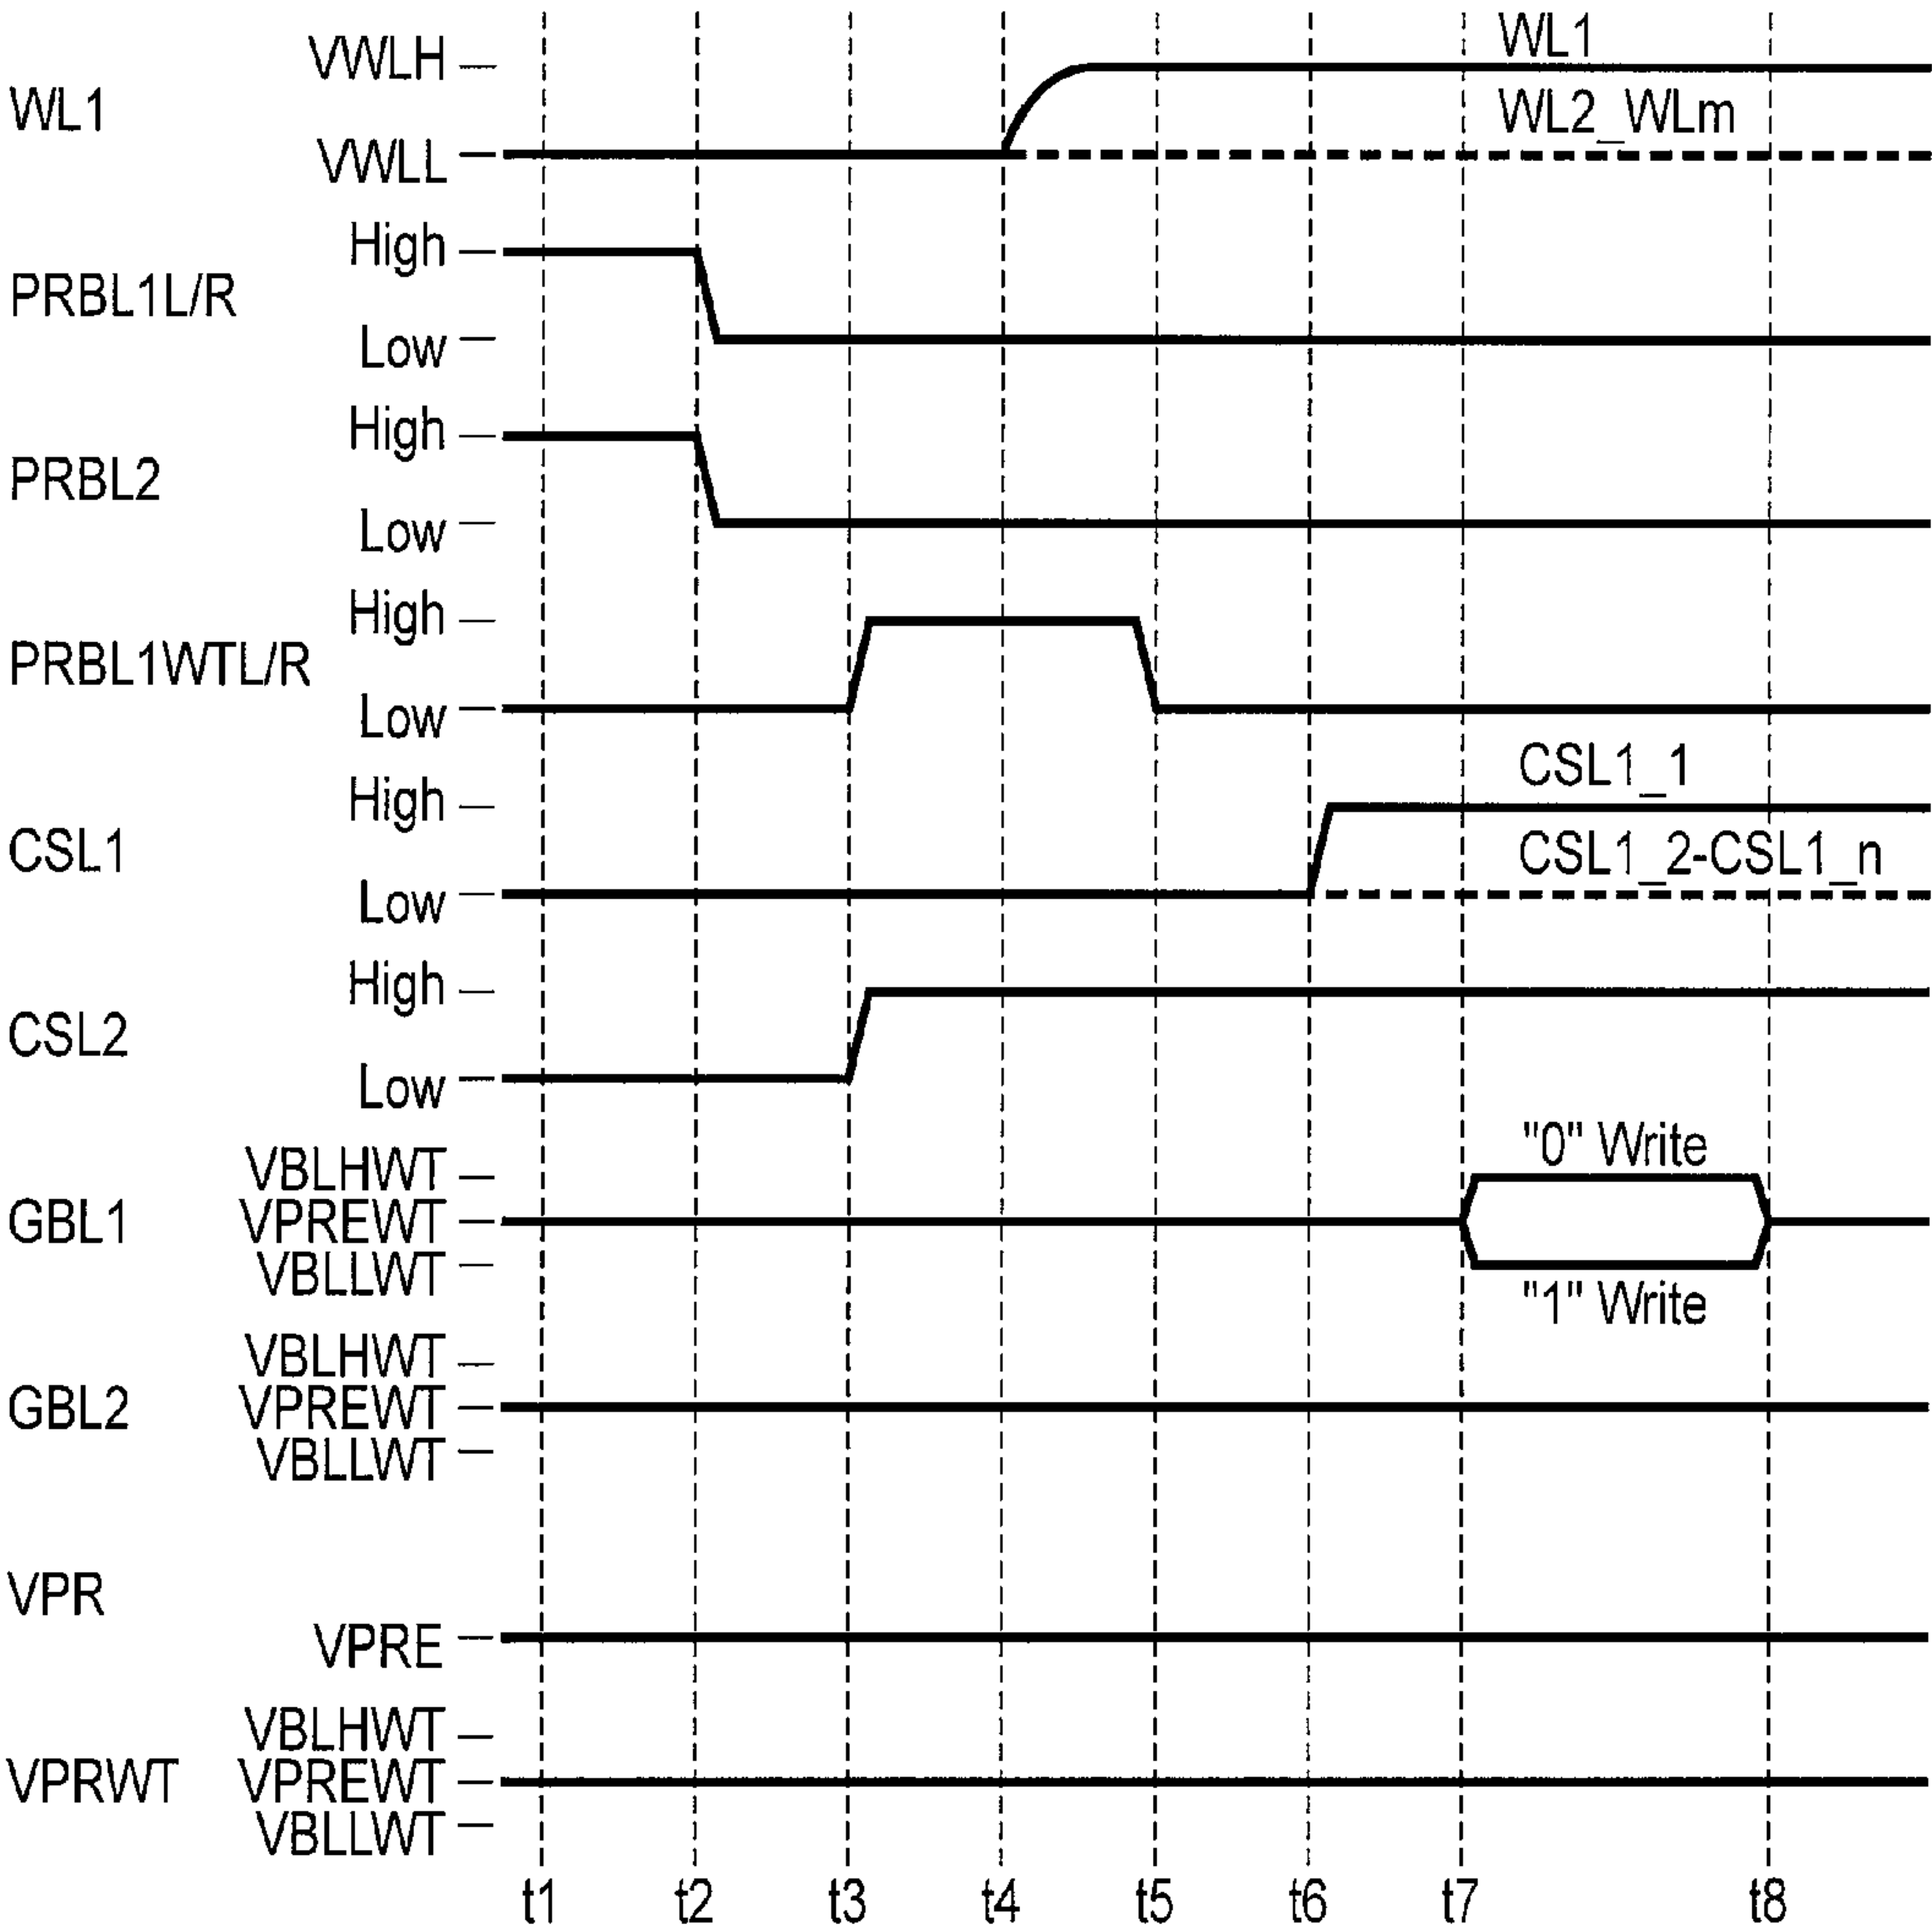 VWLH
WL1
WL1
WL2_WLm
VWLL
High
PRBL1L/R
Low
High
PRBL2
Low
High
PRBL1WTL/R
Low
High
CSL1_1
CSL1
CSL1_2-CSL1_n
Low
High
CSL2
Low
"0" Write
VBLHWT
GBL1 VPREWT
VBLLWT
"1" Write
VBLHWT
GBL2 VPREWT
VBLLWT
VPR
VPRE
VBLHWT
VPRWT VPREWT
VBLLWT
t1 t2 t3 t4 t5 t6 t7 t8